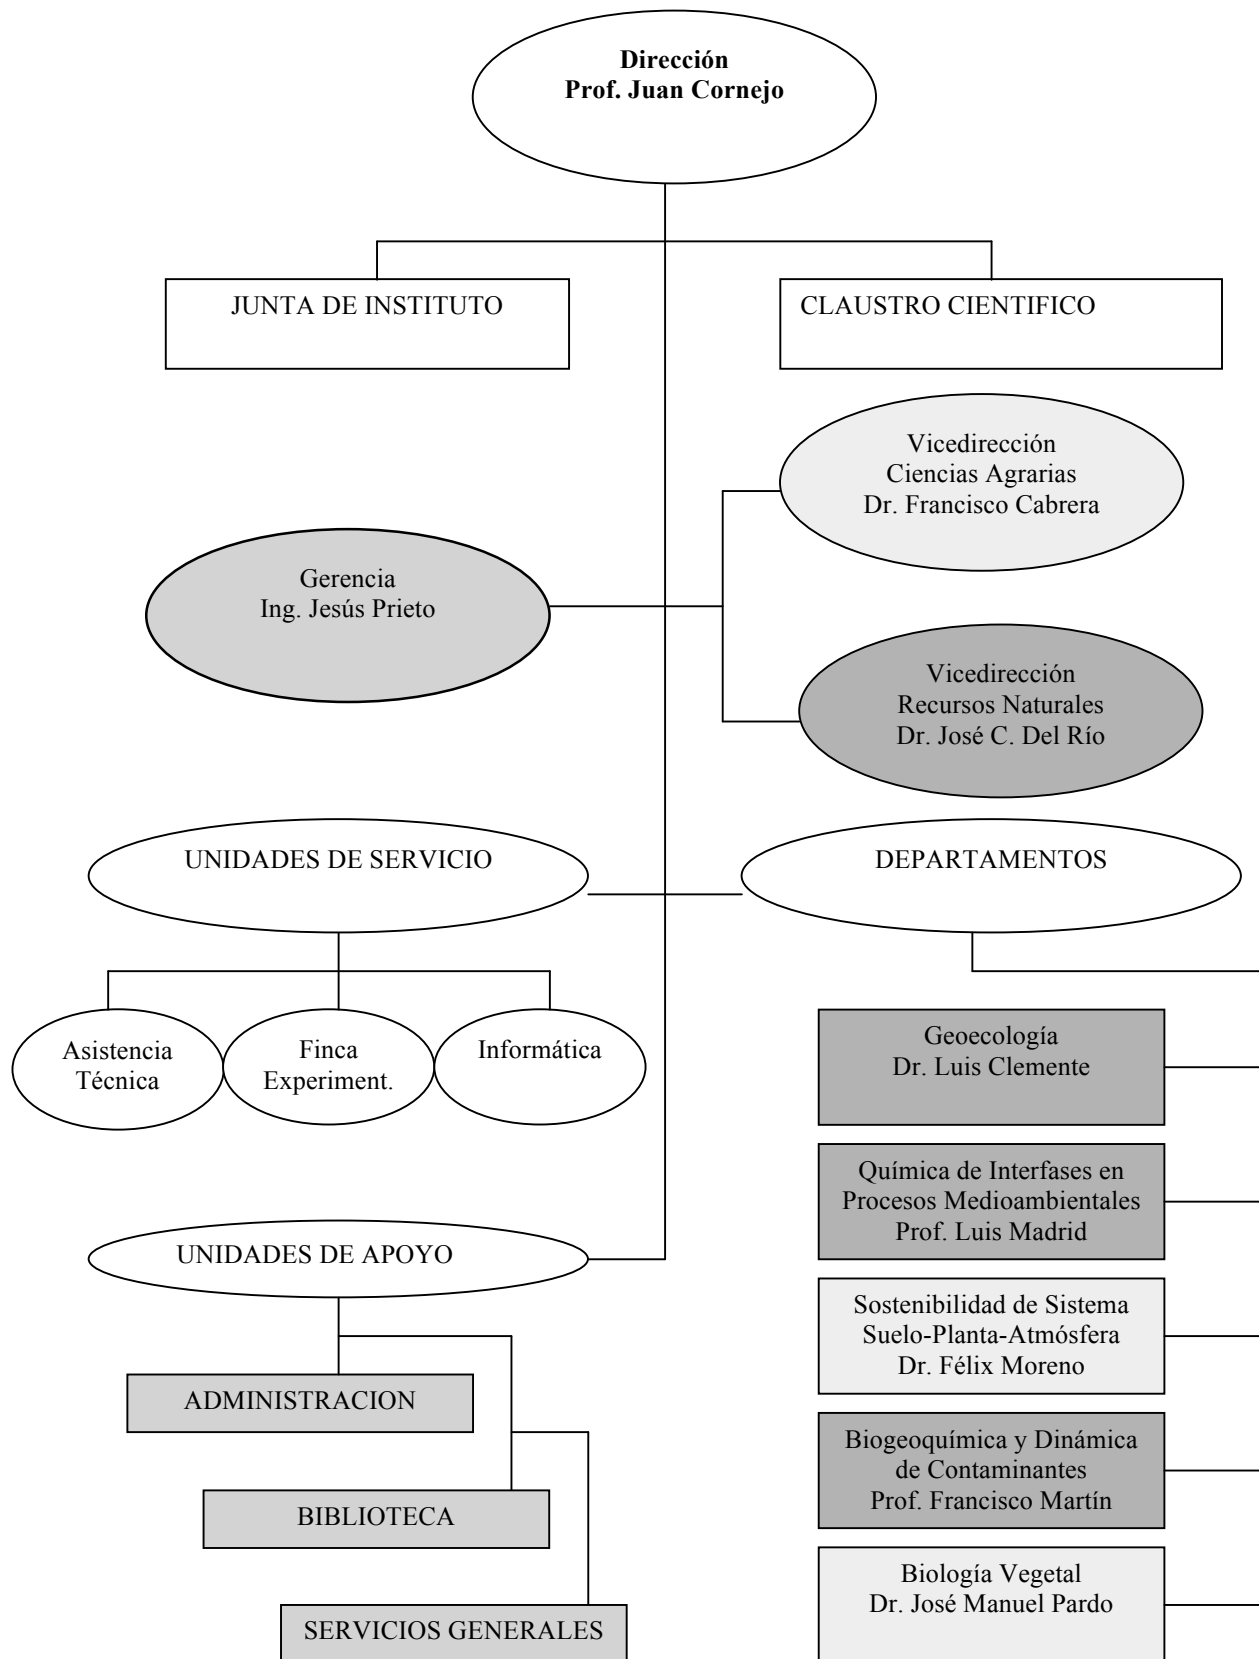 Dirección
Prof. Juan Cornejo
JUNTA DE INSTITUTO
CLAUSTRO CIENTIFICO
Vicedirección
Ciencias Agrarias
Dr. Francisco Cabrera
Gerencia
Ing. Jesús Prieto
Vicedirección
Recursos Naturales
Dr. José C. Del Río
UNIDADES DE SERVICIO
DEPARTAMENTOS
Asistencia
Técnica
Finca
Experiment.
Informática
Geoecología
Dr. Luis Clemente
Química de Interfases en
Procesos Medioambientales
Prof. Luis Madrid
UNIDADES DE APOYO
Sostenibilidad de Sistema
Suelo-Planta-Atmósfera
Dr. Félix Moreno
ADMINISTRACION
Biogeoquímica y Dinámica
de Contaminantes
Prof. Francisco Martín
BIBLIOTECA
Biología Vegetal
Dr. José Manuel Pardo
SERVICIOS GENERALES